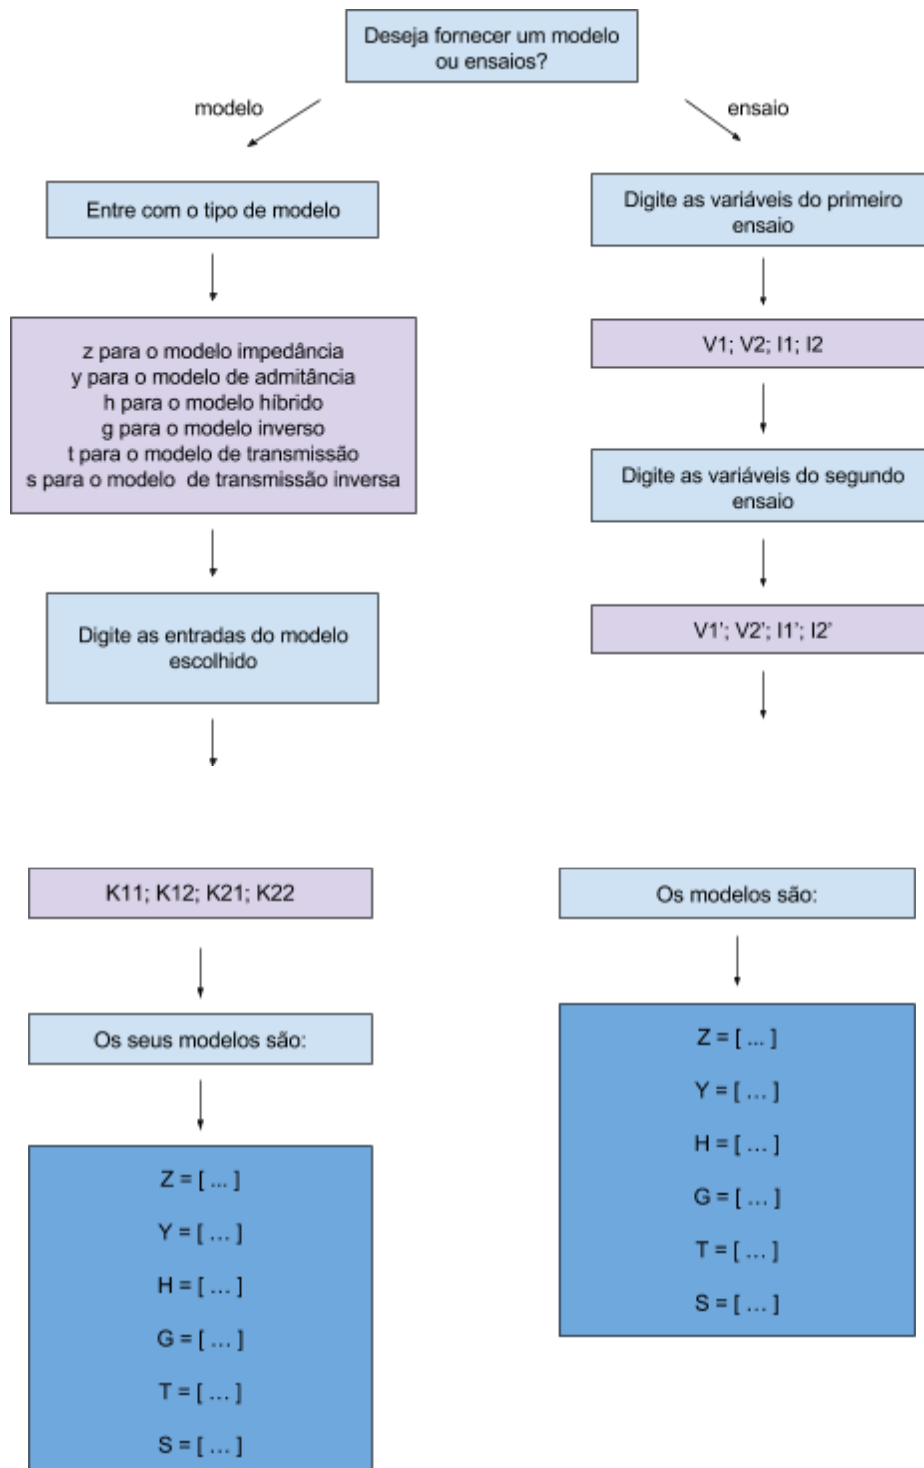 Deseja fornecer um modelo
ou ensaios?
modelo
ensaio
Entre com o tipo de modelo
z para o modelo impedância
y para o modelo de admitância
h para o modelo híbrido
g para o modelo inverso
t para o modelo de transmissão
s para o modelo de transmissão inversa
Digite as entradas do modelo
escolhido
K11; K12; K21; K22
Os seus modelos são:
Z = [ ... ]
Y = [ ... ]
H = [ ... ]
G = [ ... ]
T = [ ... ]
S = [ ... ]
Digite as variáveis do primeiro
ensaio
V1; V2; I1; I2
Digite as variáveis do segundo
ensaio
V1'; V2'; I1'; I2'
Os modelos são:
Z = [ ... ]
Y = [ ... ]
H = [ ... ]
G = [ ... ]
T = [ ... ]
S = [ ... ]